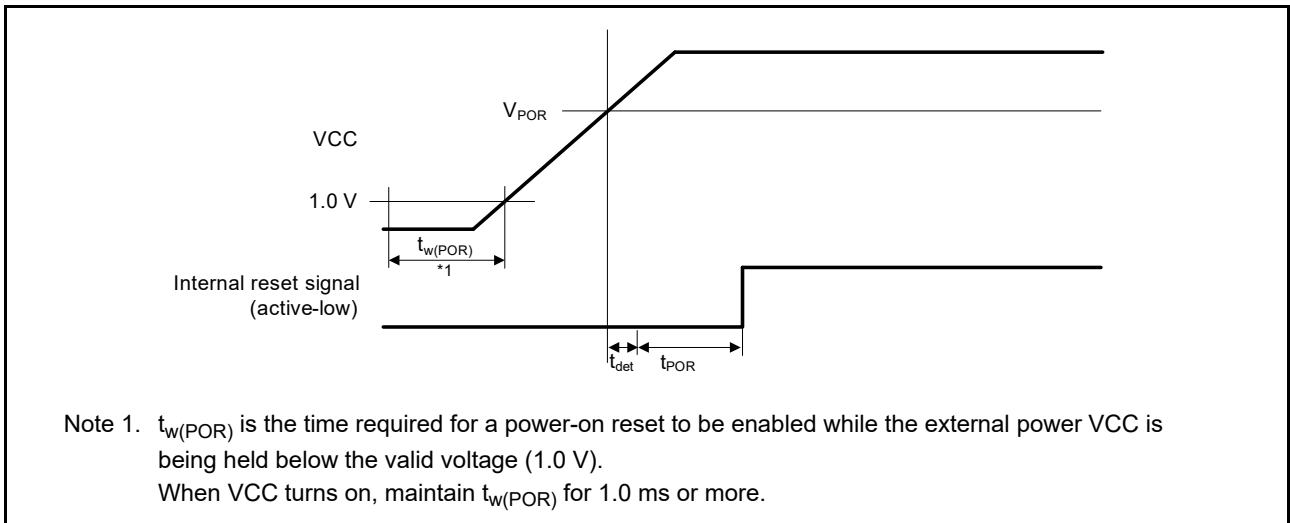 VPOR
VCC
1.0 V
tw(POR)
*1
Internal reset signal
(active-low)
tdet tPOR
Note 1. tw(POR) is the time required for a power-on reset to be enabled while the external power VCC is
being held below the valid voltage (1.0 V).
When VCC turns on, maintain tw(POR) for 1.0 ms or more.